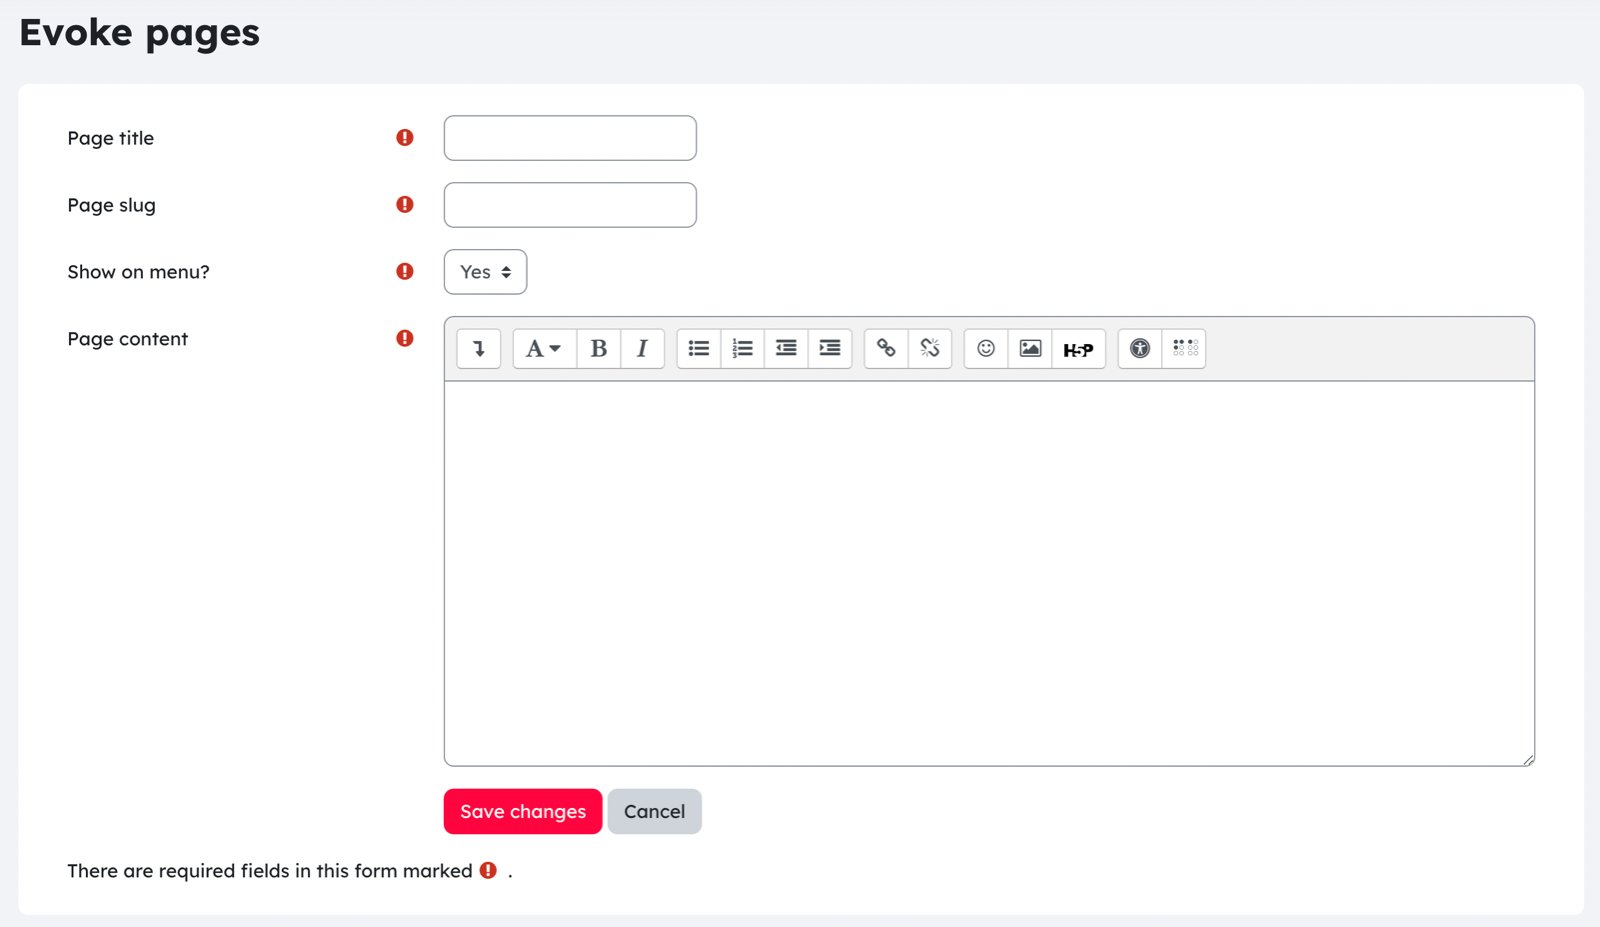 Evoke pages
Page title
Page slug
Show on menu?
Yes
Page content
A B I H5P
Save changes Cancel
There are required fields in this form marked .